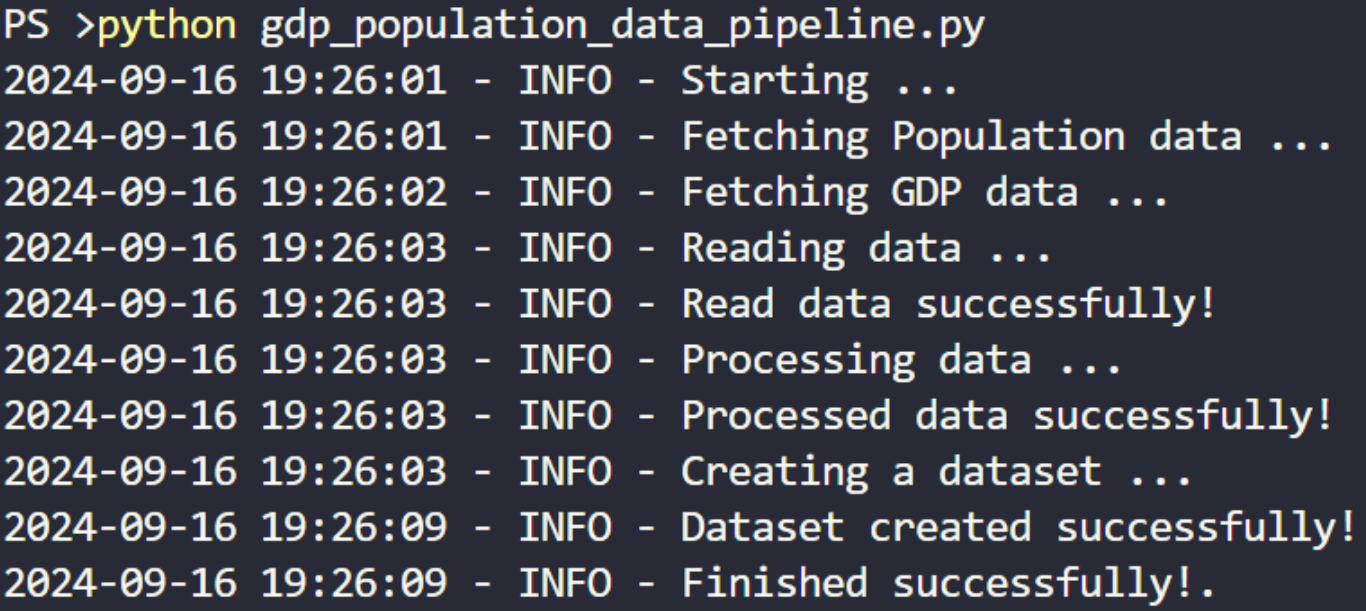 PS >python gdp_population_data_pipeline.py
2024-09-16 19:26:01 - INFO - Starting ...
2024-09-16 19:26:01 - INFO - Fetching Population data ...
2024-09-16 19:26:02 - INFO - Fetching GDP data ...
2024-09-16 19:26:03 - INFO - Reading data ...
2024-09-16 19:26:03 - INFO - Read data successfully!
2024-09-16 19:26:03 - INFO - Processing data ...
2024-09-16 19:26:03 - INFO - Processed data successfully!
2024-09-16 19:26:03 - INFO - Creating a dataset ...
2024-09-16 19:26:09 - INFO - Dataset created successfully!
2024-09-16 19:26:09 - INFO - Finished successfully!.